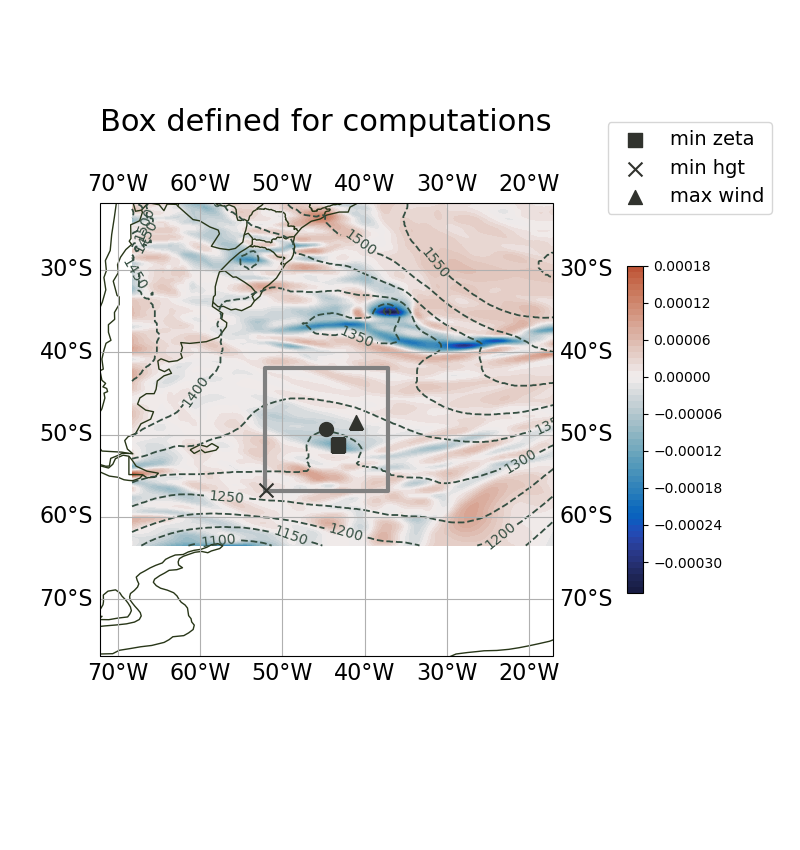 Box defined for computations
min zeta
min hgt
max wind
70°W 60°W 50°W 40°W 30°W 20°W
30°S
40°S
50°S
60°S
70°S
30°S
40°S
50°S
60°S
70°S
1500
1450
1450
1500
1550
1350
1400
1300
1250
1200
1150
1100
1200
70°W 60°W 50°W 40°W 30°W 20°W
0.00018
0.00012
0.00006
0.00000
−0.00006
−0.00012
−0.00018
−0.00024
−0.00030